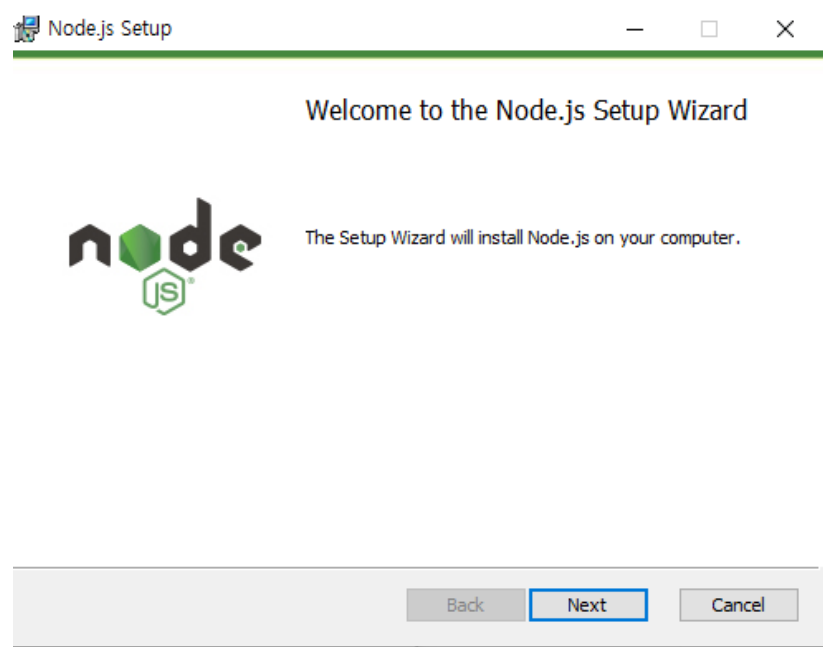 Node.js Setup
Welcome to the Node.js Setup Wizard
node
JS
The Setup Wizard will install Node.js on your computer.
Back Next Cancel